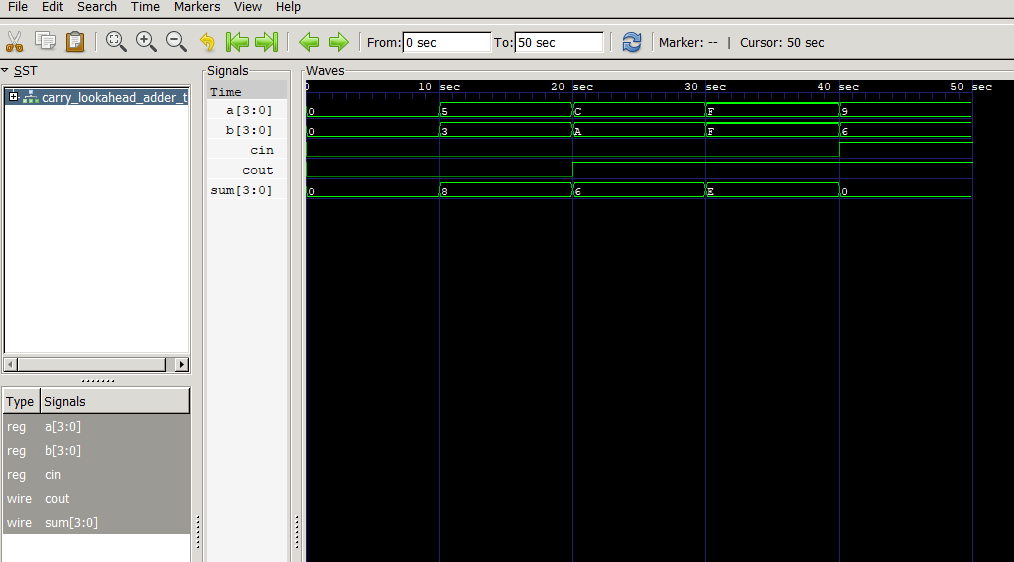 File Edit Search Time Markers View Help
From: 0 sec To: 50 sec Marker: -- | Cursor: 50 sec
SST
carry_lookahead_adder_t
Type Signals
reg a[3:0]
reg b[3:0]
reg cin
wire cout
wire sum[3:0]
Signals
Time
a[3:0]
b[3:0]
cin
cout
sum[3:0]
Waves
0 10 sec 20 sec 30 sec 40 sec 50 sec
0 5 C F 9
0 3 A F 6
0 8 6 E 0